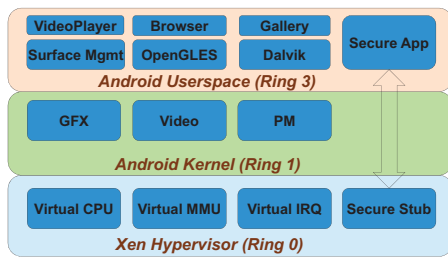 VideoPlayer Browser Gallery Secure App
Surface Mgmt OpenGLES Dalvik
Android Userspace (Ring 3)
GFX Video PM
Android Kernel (Ring 1)
Virtual CPU Virtual MMU Virtual IRQ Secure Stub
Xen Hypervisor (Ring 0)